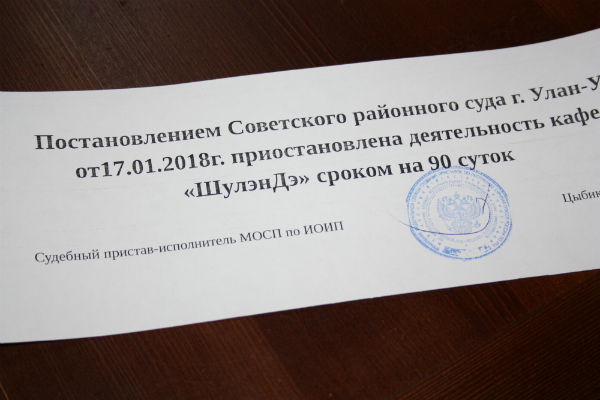 Постановлением Советского районного суда г. Улан-У
от17.01.2018г. приостановлена деятельность кафе
«ШулэнДэ» сроком на 90 суток
Судебный пристав-исполнитель МОСП по ИОИП
Цыбик